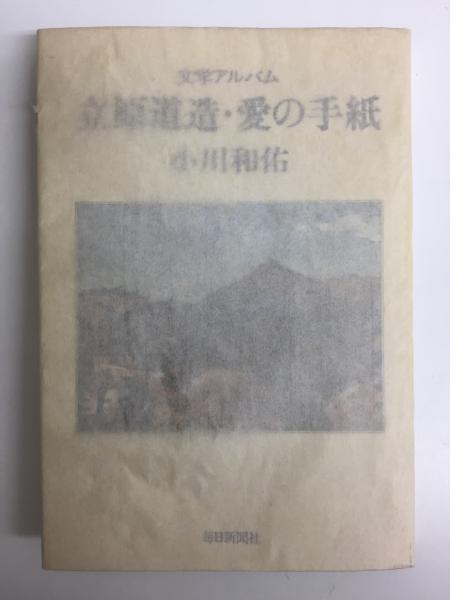 文学アルバム
立原道造・愛の手紙
小川和佑
毎日新聞社